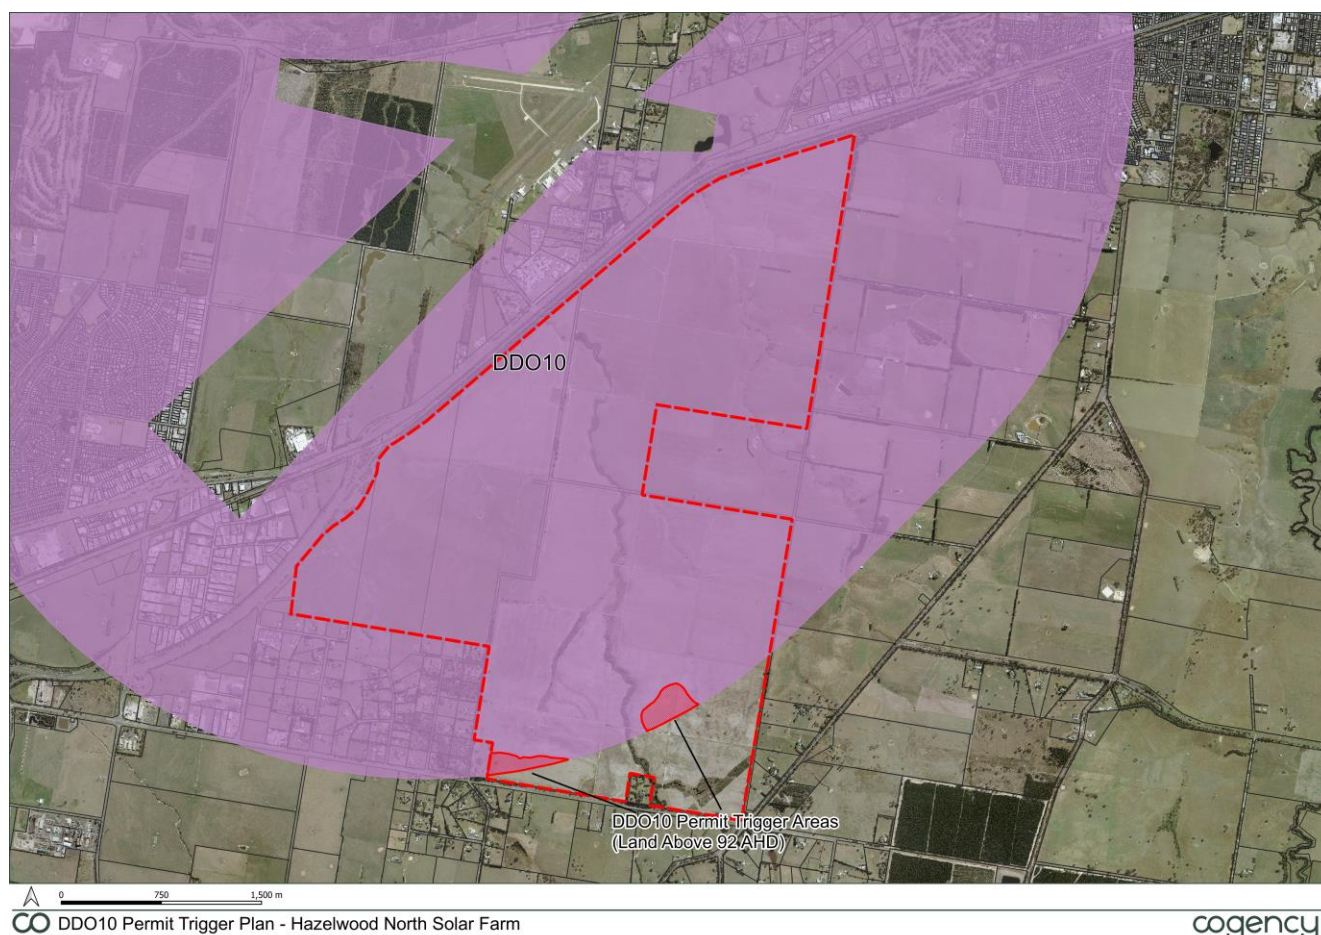 DDO10
DDO10 Permit Trigger Areas
(Land Above 92 AHD)
0 750 1,500 m
CO DDO10 Permit Trigger Plan - Hazelwood North Solar Farm
cogency